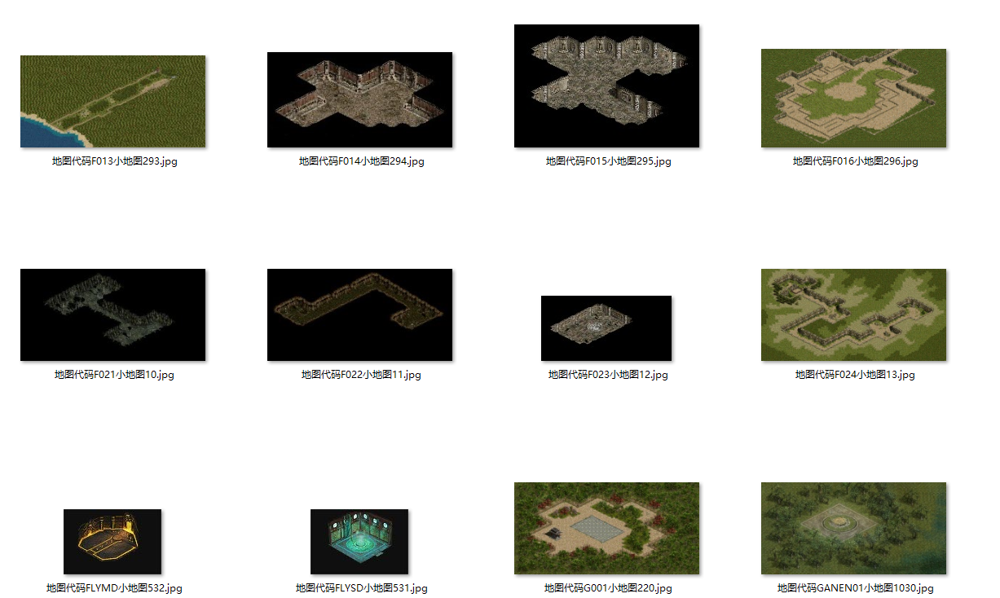 地图代码F013小地图293.jpg
地图代码F014小地图294.jpg
地图代码F015小地图295.jpg
地图代码F016小地图296.jpg
地图代码F021小地图10.jpg
地图代码F022小地图11.jpg
地图代码F023小地图12.jpg
地图代码F024小地图13.jpg
地图代码FLYMD小地图532.jpg
地图代码FLYSD小地图531.jpg
地图代码G001小地图220.jpg
地图代码GANEN01小地图1030.jpg